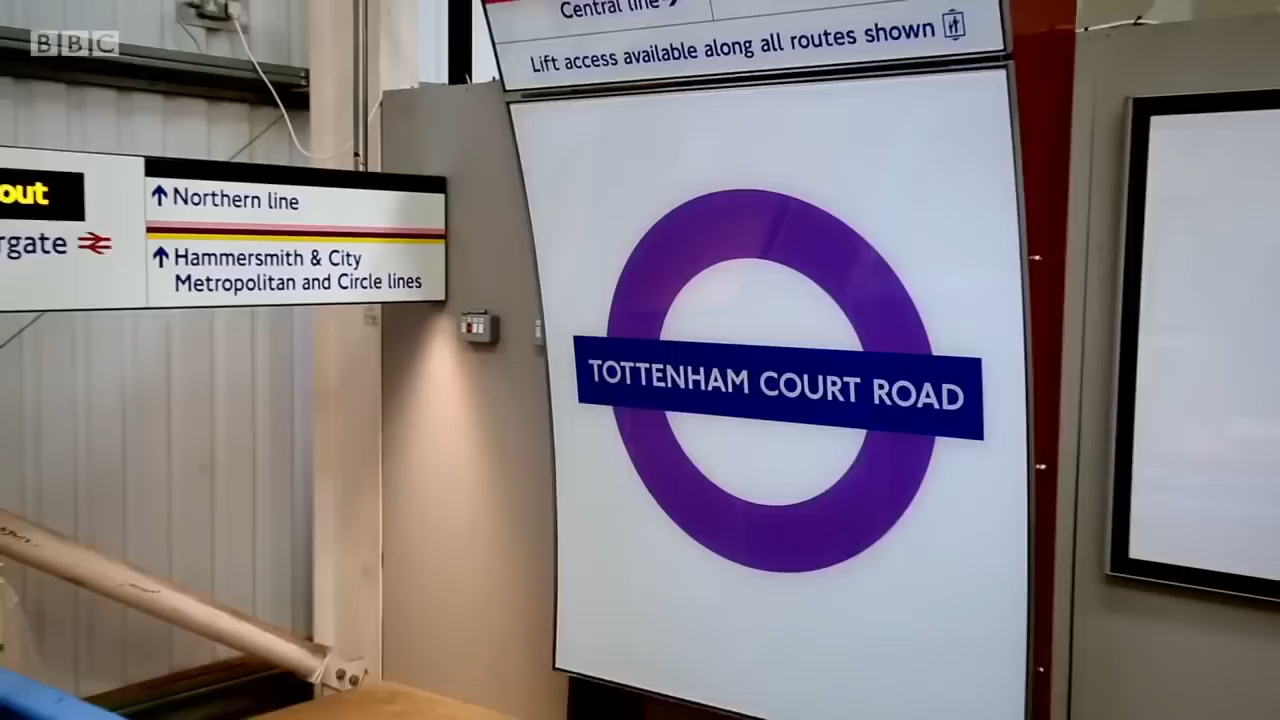 BBC
Central line
Lift access available along all routes shown
out
rgate
Northern line
Hammersmith & City
Metropolitan and Circle lines
TOTTENHAM COURT ROAD